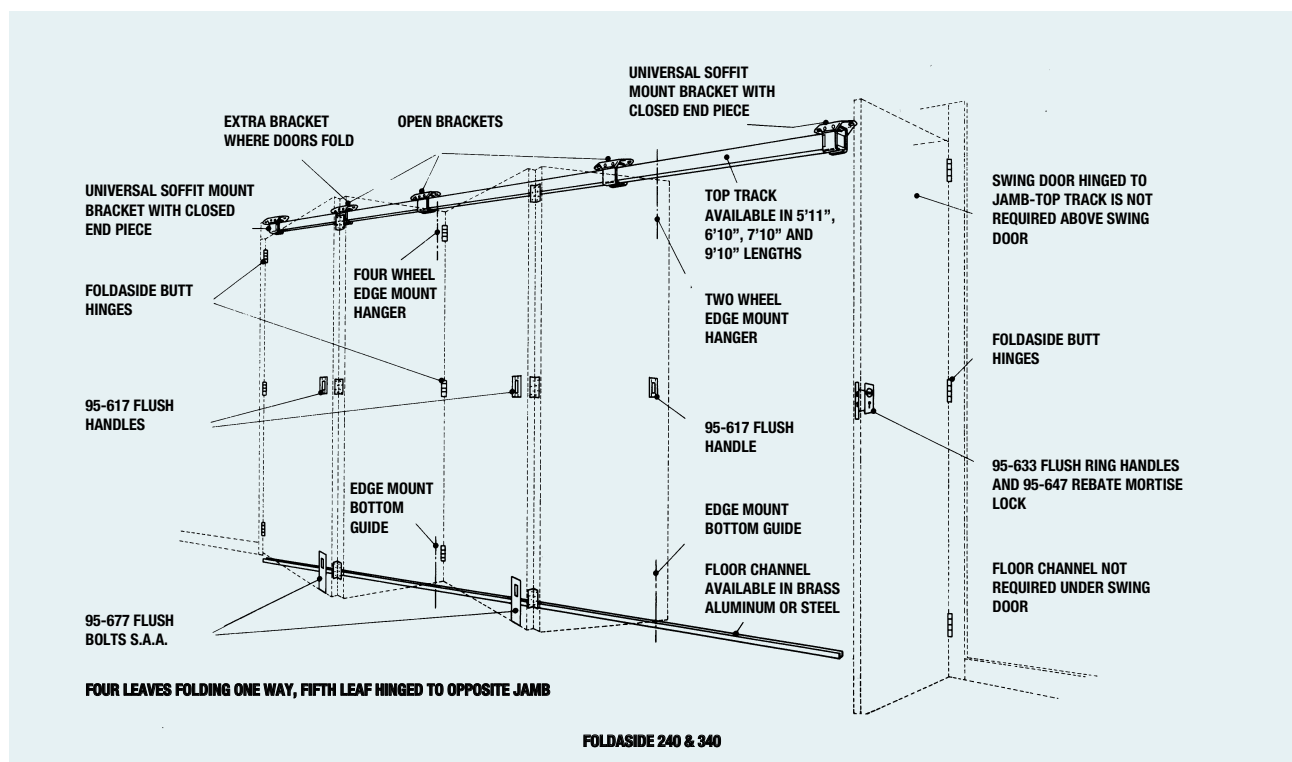 UNIVERSAL SOFFIT
MOUNT BRACKET WITH
CLOSED END PIECE
EXTRA BRACKET
WHERE DOORS FOLD
OPEN BRACKETS
UNIVERSAL SOFFIT MOUNT
BRACKET WITH CLOSED
END PIECE
TOP TRACK
AVAILABLE IN 5’11”,
6’10”, 7’10” AND
9’10” LENGTHS
SWING DOOR HINGED TO
JAMB-TOP TRACK IS NOT
REQUIRED ABOVE SWING
DOOR
FOLDASIDE BUTT
HINGES
FOUR WHEEL
EDGE MOUNT
HANGER
TWO WHEEL
EDGE MOUNT
HANGER
FOLDASIDE BUTT
HINGES
95-617 FLUSH
HANDLES
95-617 FLUSH
HANDLE
95-633 FLUSH RING HANDLES
AND 95-647 REBATE MORTISE
LOCK
EDGE MOUNT
BOTTOM
GUIDE
EDGE MOUNT
BOTTOM GUIDE
FLOOR CHANNEL
AVAILABLE IN BRASS
ALUMINUM OR STEEL
FLOOR CHANNEL NOT
REQUIRED UNDER SWING
DOOR
95-677 FLUSH
BOLTS S.A.A.
FOUR LEAVES FOLDING ONE WAY, FIFTH LEAF HINGED TO OPPOSITE JAMB
FOLDASIDE 240 & 340